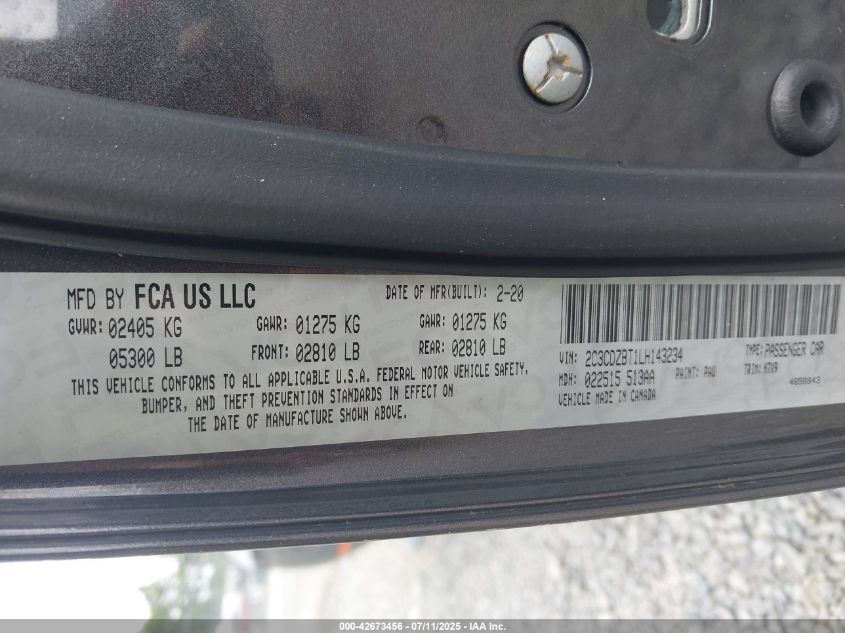 MFD BY FCA US LLC
DATE OF MFR(BUILT): 2-20
GVWR: 02405 KG GAWR: 01275 KG GAWR: 01275 KG
05300 LB FRONT: 02810 LB REAR: 02810 LB
THIS VEHICLE CONFORMS TO ALL APPLICABLE U.S.A. FEDERAL MOTOR VEHICLE SAFETY,
BUMPER, AND THEFT PREVENTION STANDARDS IN EFFECT ON
THE DATE OF MANUFACTURE SHOWN ABOVE.
VIN: 2C3CDZBT1LH143234 TYPE: PASSENGER CAR
MDH: 022515 513AA PAINT: PAU TRIM: H7X9
VEHICLE MADE IN CANADA 4658843
000-42673456 - 07/11/2025 - IAA Inc.